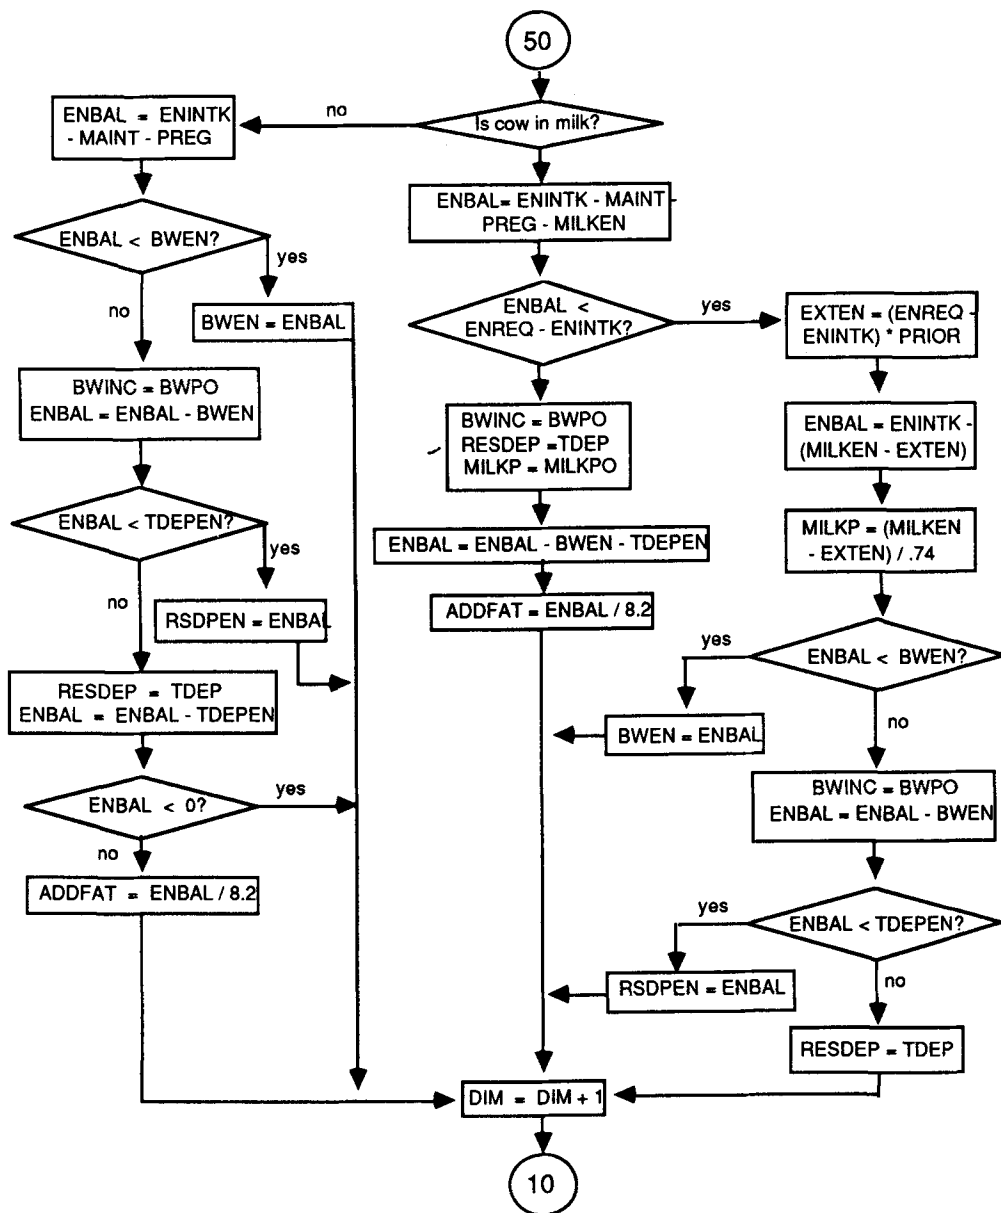 50
Is cow in milk?
no
ENBAL = ENINTK
- MAINT - PREG
ENBAL= ENINTK - MAINT -
PREG - MILKEN
ENBAL < BWEN?
yes
no
BWEN = ENBAL
ENBAL <
ENREQ - ENINTK?
yes
EXTEN = (ENREQ -
ENINTK) * PRIOR
BWINC = BWPO
ENBAL = ENBAL - BWEN
BWINC = BWPO
RESDEP =TDEP
MILKP = MILKPO
ENBAL = ENINTK -
(MILKEN - EXTEN)
ENBAL < TDEPEN?
yes
no
RSDPEN = ENBAL
ENBAL = ENBAL - BWEN - TDEPEN
MILKP = (MILKEN
- EXTEN) / .74
ADDFAT = ENBAL / 8.2
ENBAL < BWEN?
yes
no
BWEN = ENBAL
RESDEP = TDEP
ENBAL = ENBAL - TDEPEN
ENBAL < 0?
yes
no
BWINC = BWPO
ENBAL = ENBAL - BWEN
ADDFAT = ENBAL / 8.2
ENBAL < TDEPEN?
yes
no
RSDPEN = ENBAL
RESDEP = TDEP
DIM = DIM + 1
10